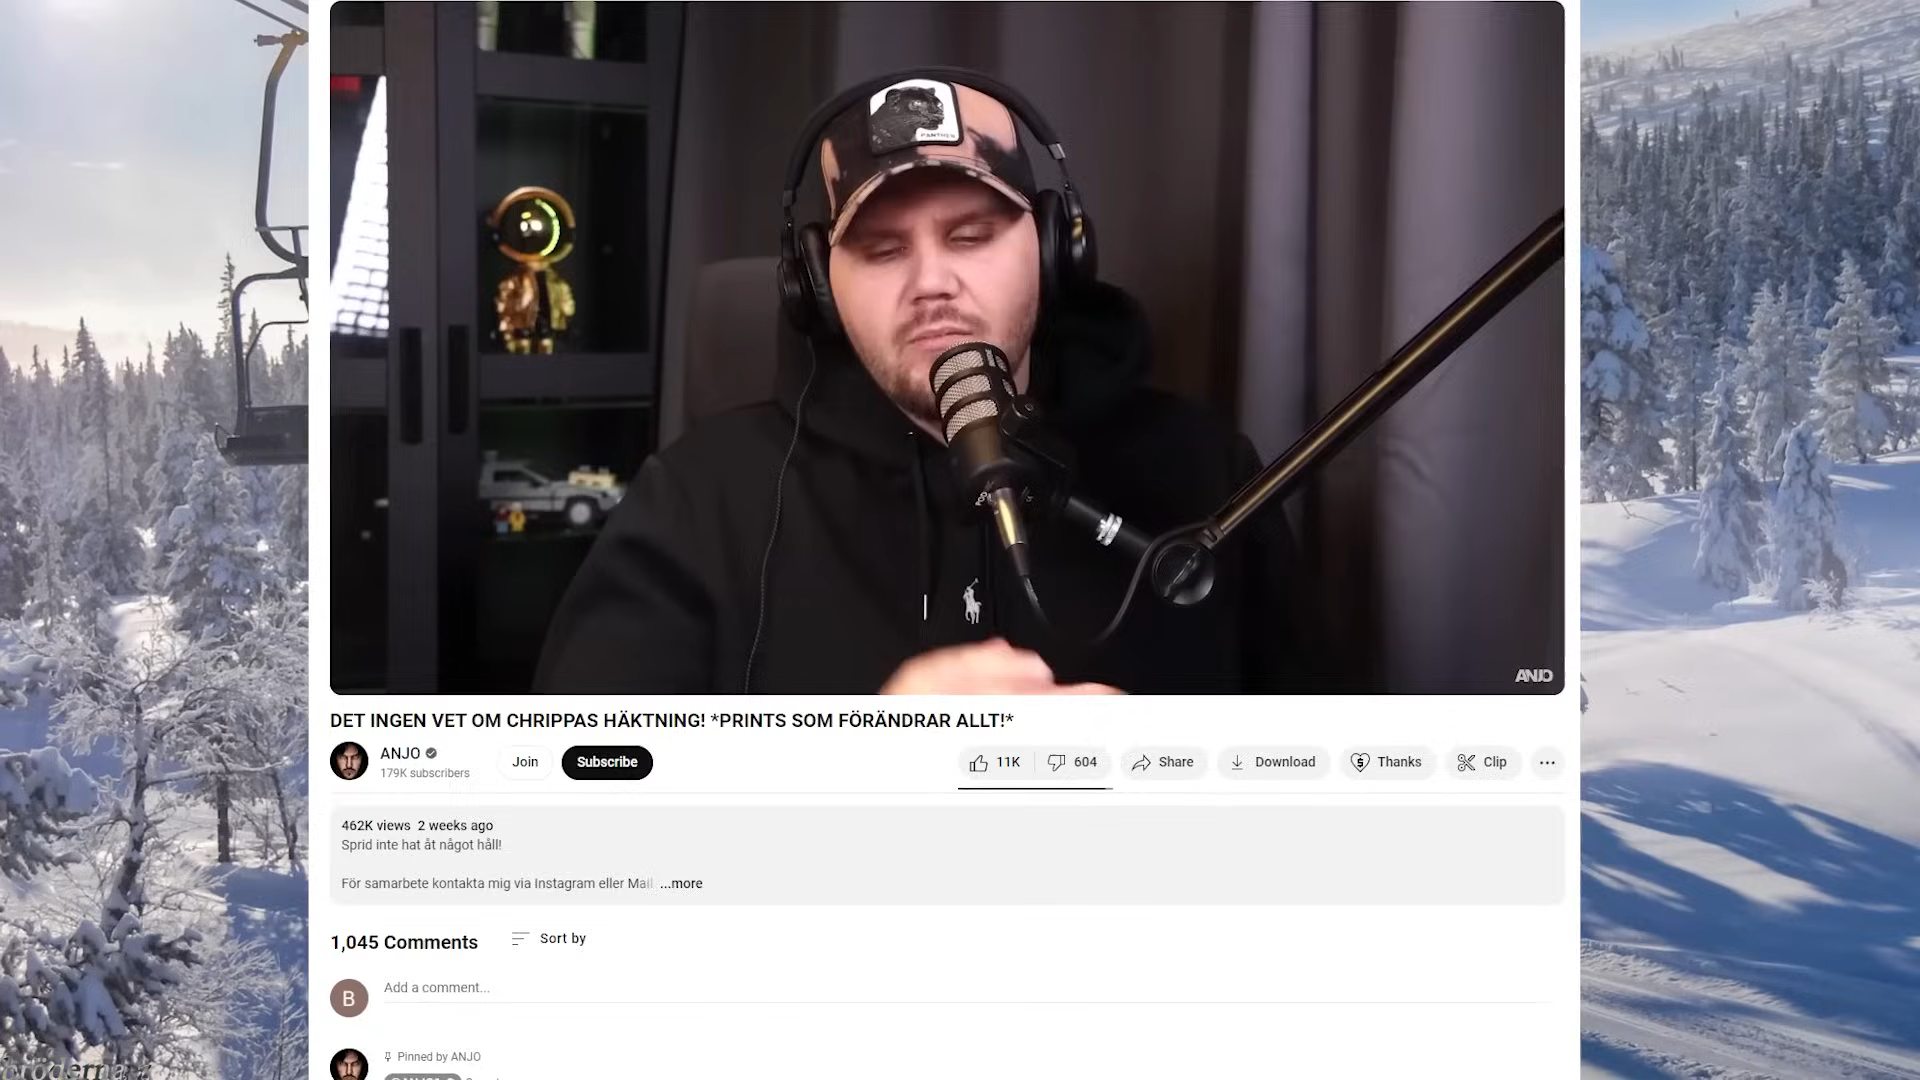 PANTHER
ANJO
DET INGEN VET OM CHRIPPAS HÄKTNING! *PRINTS SOM FÖRÄNDRAR ALLT!*
ANJO
179K subscribers
Join
Subscribe
11K
604
Share
Download
Thanks
Clip
462K views 2 weeks ago
Sprid inte hat åt något håll!
För samarbete kontakta mig via Instagram eller Mail ...more
1,045 Comments
Sort by
B
Add a comment...
Pinned by ANJO
bröderna